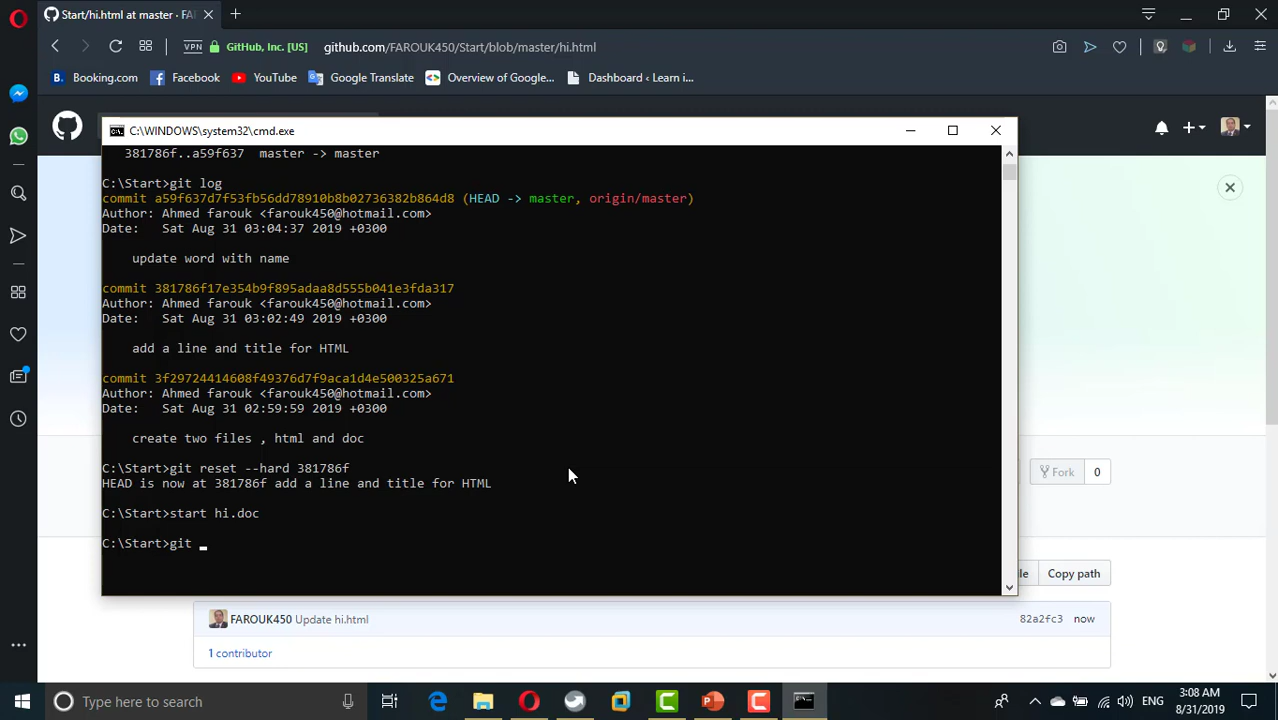 Start/hi.html at master · FA
VPN
GitHub, Inc. [US]
github.com/FAROUK450/Start/blob/master/hi.html
B. Booking.com
Facebook
YouTube
Google Translate
Overview of Google...
Dashboard ‹ Learn i...
C:\WINDOWS\system32\cmd.exe
381786f..a59f637  master -> master
C:\Start>git log
commit a59f637d7f53fb56dd78910b8b02736382b864d8 (HEAD -> master, origin/master)
Author: Ahmed farouk <farouk450@hotmail.com>
Date:   Sat Aug 31 03:04:37 2019 +0300
update word with name
commit 381786f17e354b9f895adaa8d555b041e3fda317
Author: Ahmed farouk <farouk450@hotmail.com>
Date:   Sat Aug 31 03:02:49 2019 +0300
add a line and title for HTML
commit 3f29724414608f49376d7f9aca1d4e500325a671
Author: Ahmed farouk <farouk450@hotmail.com>
Date:   Sat Aug 31 02:59:59 2019 +0300
create two files , html and doc
C:\Start>git reset --hard 381786f
HEAD is now at 381786f add a line and title for HTML
C:\Start>start hi.doc
C:\Start>git _
Fork 0
le
Copy path
FAROUK450 Update hi.html
82a2fc3 now
1 contributor
Type here to search
ENG
3:08 AM
8/31/2019